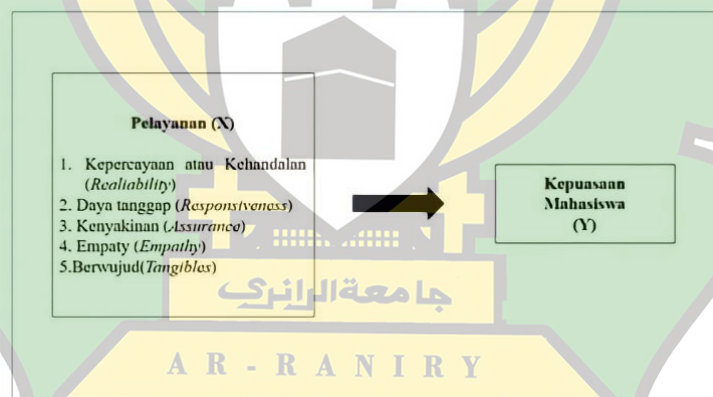 Pelayanan (X)
1. Kepercayaan atau Kehandalan
(Realiability)
2. Daya tanggap (Responsiveness)
3. Kenyakinan (Assurance)
4. Empaty (Empathy)
5.Berwujud(Tangibles)
Kepuasaan
Mahasiswa
(Y)
جامعة الرانري
AR-RANIRY